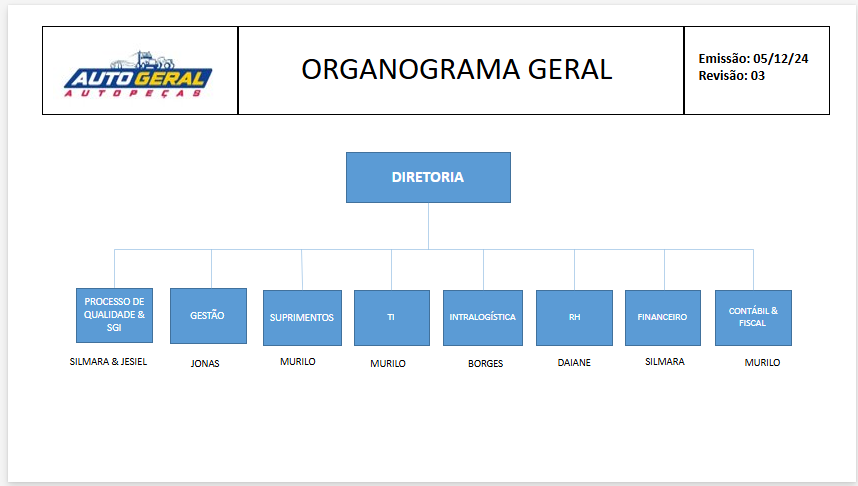 AUTO GERAL
AUTOPEÇAS
ORGANOGRAMA GERAL
Emissão: 05/12/24
Revisão: 03
DIRETORIA
PROCESSO DE
QUALIDADE &
SGI
GESTÃO
SUPRIMENTOS
TI
INTRALOGÍSTICA
RH
FINANCEIRO
CONTÁBIL &
FISCAL
SILMARA & JESIEL
JONAS
MURILO
MURILO
BORGES
DAIANE
SILMARA
MURILO